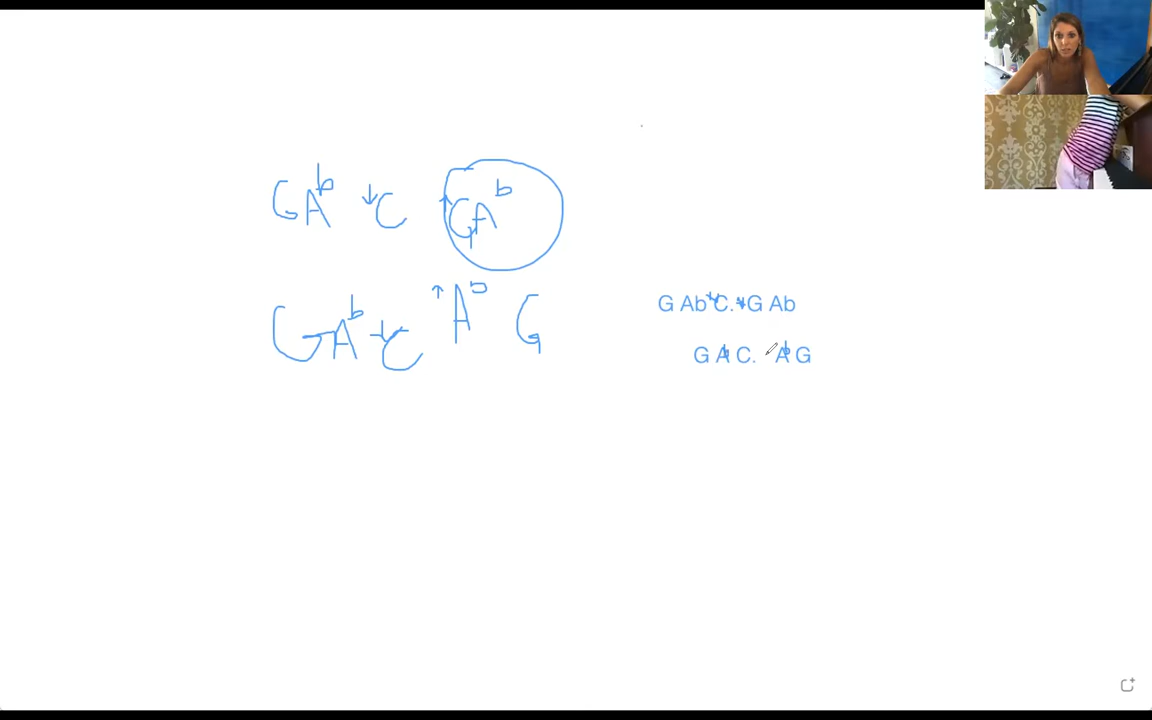 G A♭ ↓C ↑G A♭
G A♭ ↓C ↑A♭ G
G Ab↓C. G Ab
G A♭ C. A♭ G